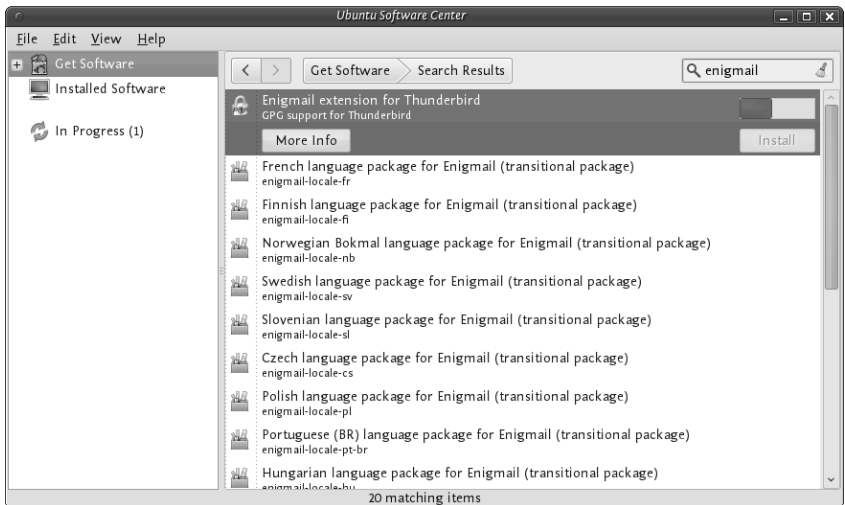 Ubuntu Software Center
File Edit View Help
Get Software
Installed Software
In Progress (1)
Get Software Search Results
enigmail
Enigmail extension for Thunderbird
GPG support for Thunderbird
More Info
Install
French language package for Enigmail (transitional package)
enigmail-locale-fr
Finnish language package for Enigmail (transitional package)
enigmail-locale-fi
Norwegian Bokmal language package for Enigmail (transitional package)
enigmail-locale-nb
Swedish language package for Enigmail (transitional package)
enigmail-locale-sv
Slovenian language package for Enigmail (transitional package)
enigmail-locale-sl
Czech language package for Enigmail (transitional package)
enigmail-locale-cs
Polish language package for Enigmail (transitional package)
enigmail-locale-pl
Portuguese (BR) language package for Enigmail (transitional package)
enigmail-locale-pt-br
Hungarian language package for Enigmail (transitional package)
enigmail-locale-hu
20 matching items